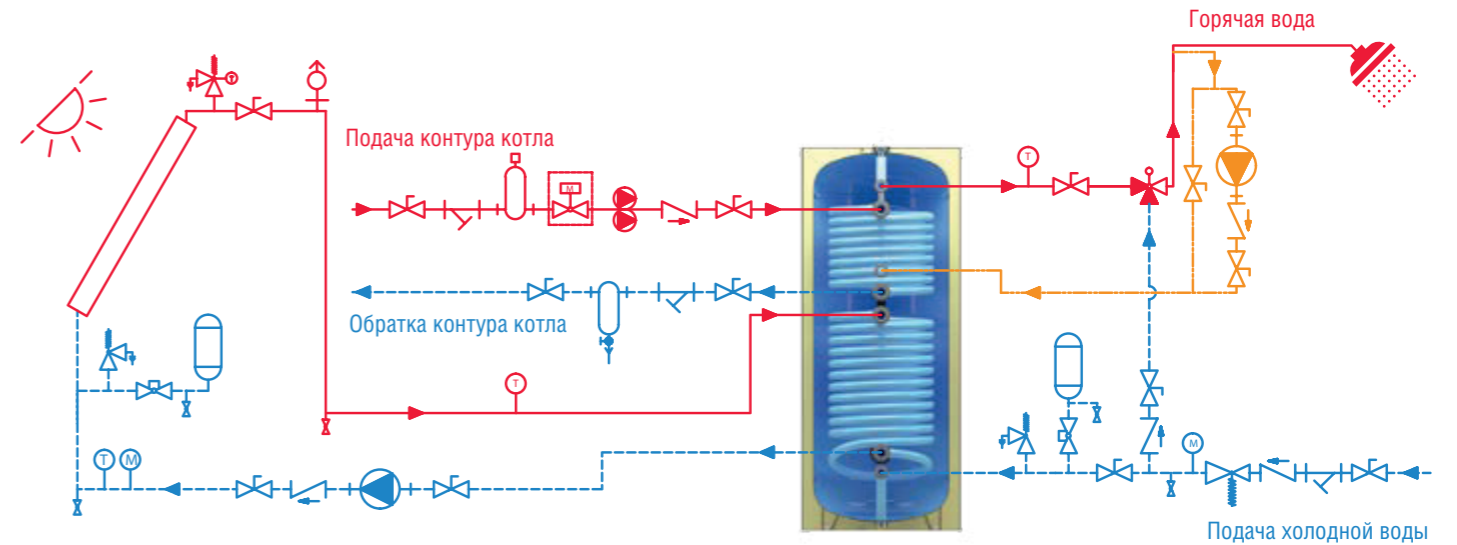 Горячая вода
Подача контура котла
M
T
Обратка контура котла
T
T M
M
Подача холодной воды